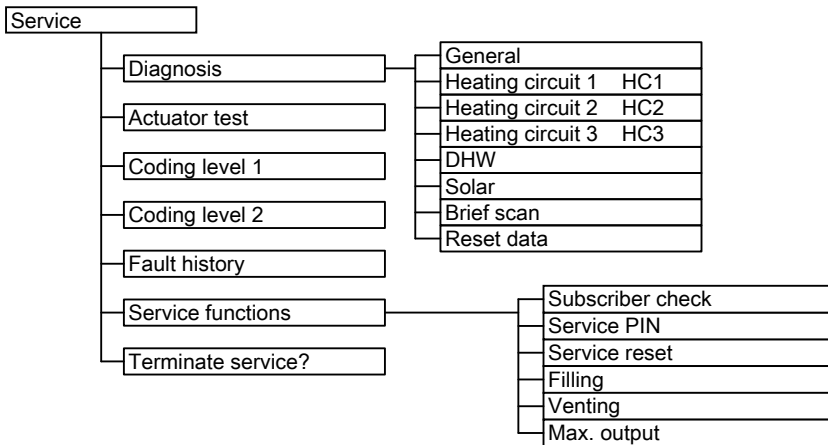 Service
Diagnosis
General
Heating circuit 1 HC1
Heating circuit 2 HC2
Heating circuit 3 HC3
DHW
Solar
Brief scan
Reset data
Actuator test
Coding level 1
Coding level 2
Fault history
Service functions
Subscriber check
Service PIN
Service reset
Filling
Venting
Max. output
Terminate service?